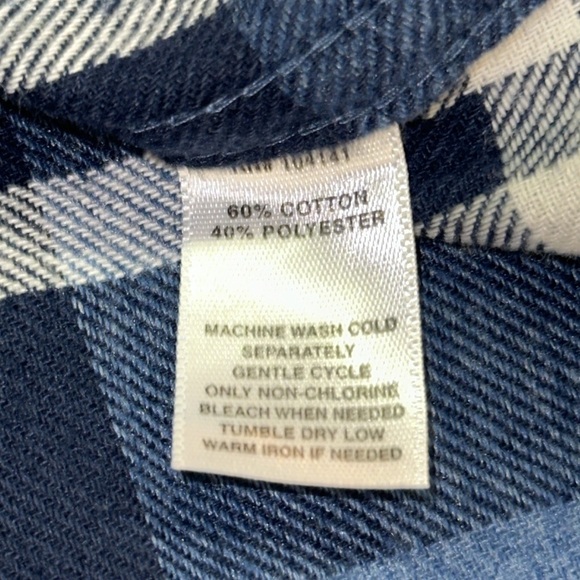 RN# 104141
60% COTTON
40% POLYESTER
MACHINE WASH COLD
SEPARATELY
GENTLE CYCLE
ONLY NON-CHLORINE
BLEACH WHEN NEEDED
TUMBLE DRY LOW
WARM IRON IF NEEDED